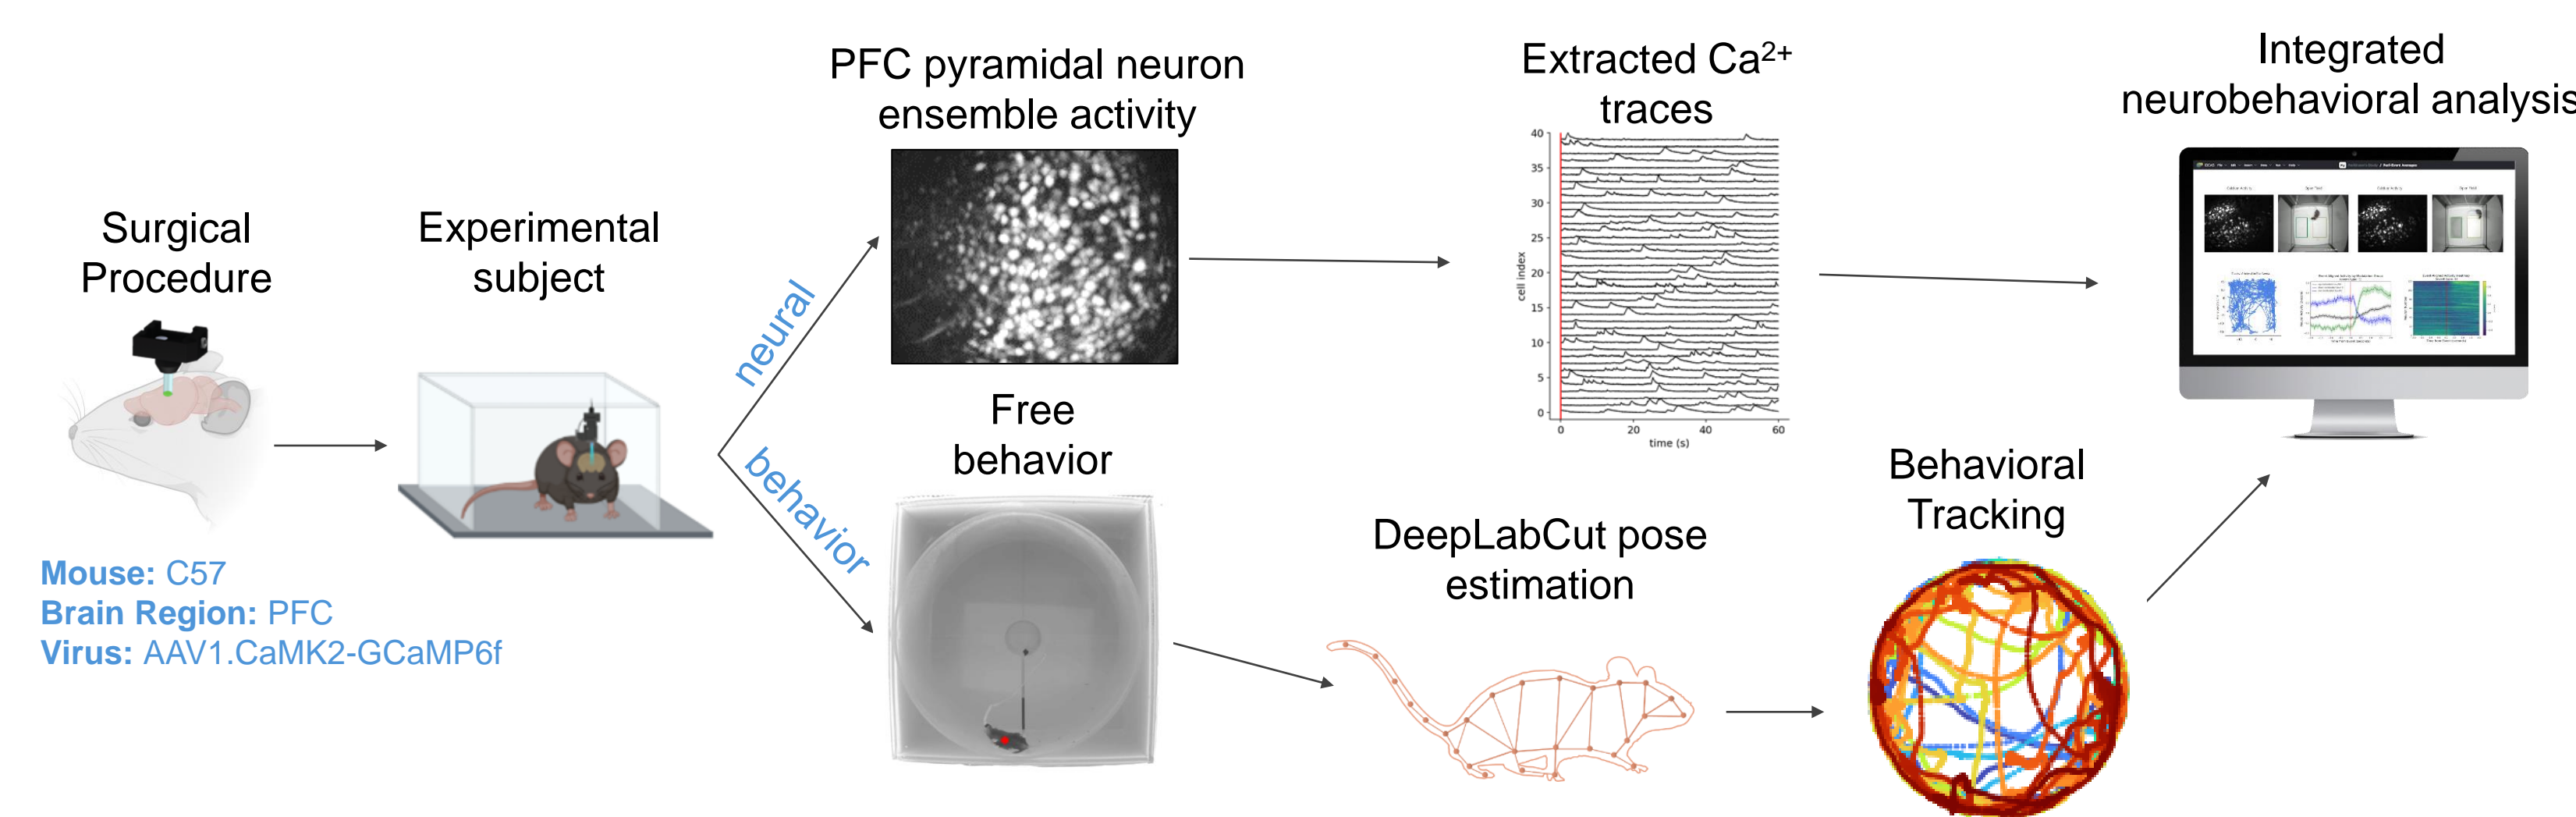 Surgical
Procedure
Mouse: C57
Brain Region: PFC
Virus: AAV1.CaMK2-GCaMP6f
Experimental
subject
neural
behavior
PFC pyramidal neuron
ensemble activity
Free
behavior
Extracted Ca²⁺
traces
cell index
40
35
30
25
20
15
10
5
0
0 20 40 60
time (s)
DeepLabCut pose
estimation
Behavioral
Tracking
Integrated
neurobehavioral analysis